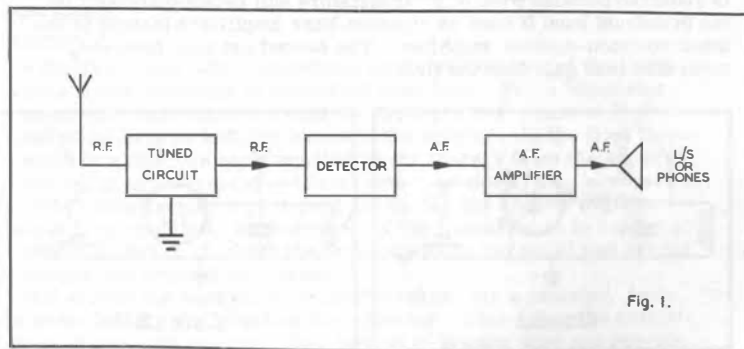 R.F.
TUNED
CIRCUIT
R.F.
DETECTOR
A.F.
A.F.
AMPLIFIER
A.F.
L/S
OR
PHONES
Fig. 1.